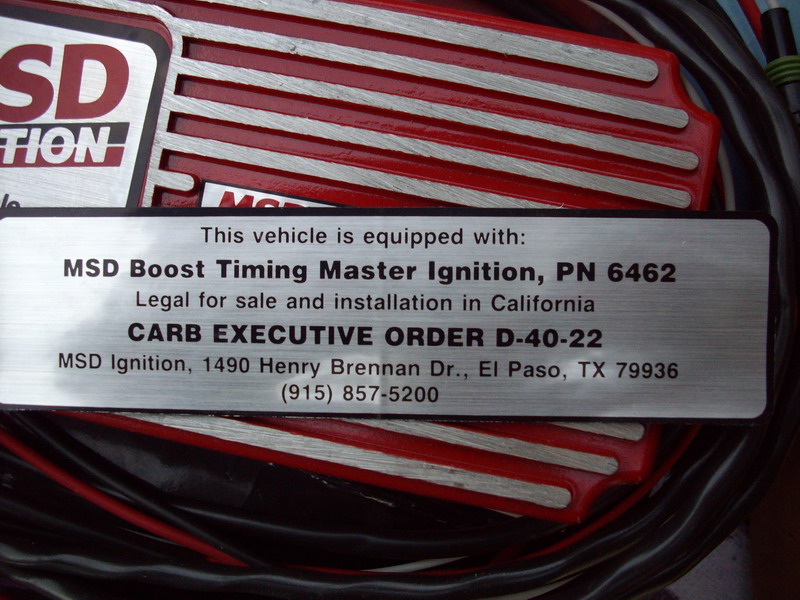 SD
TION
MSD
This vehicle is equipped with:
MSD Boost Timing Master Ignition, PN 6462
Legal for sale and installation in California
CARB EXECUTIVE ORDER D-40-22
MSD Ignition, 1490 Henry Brennan Dr., El Paso, TX 79936
(915) 857-5200